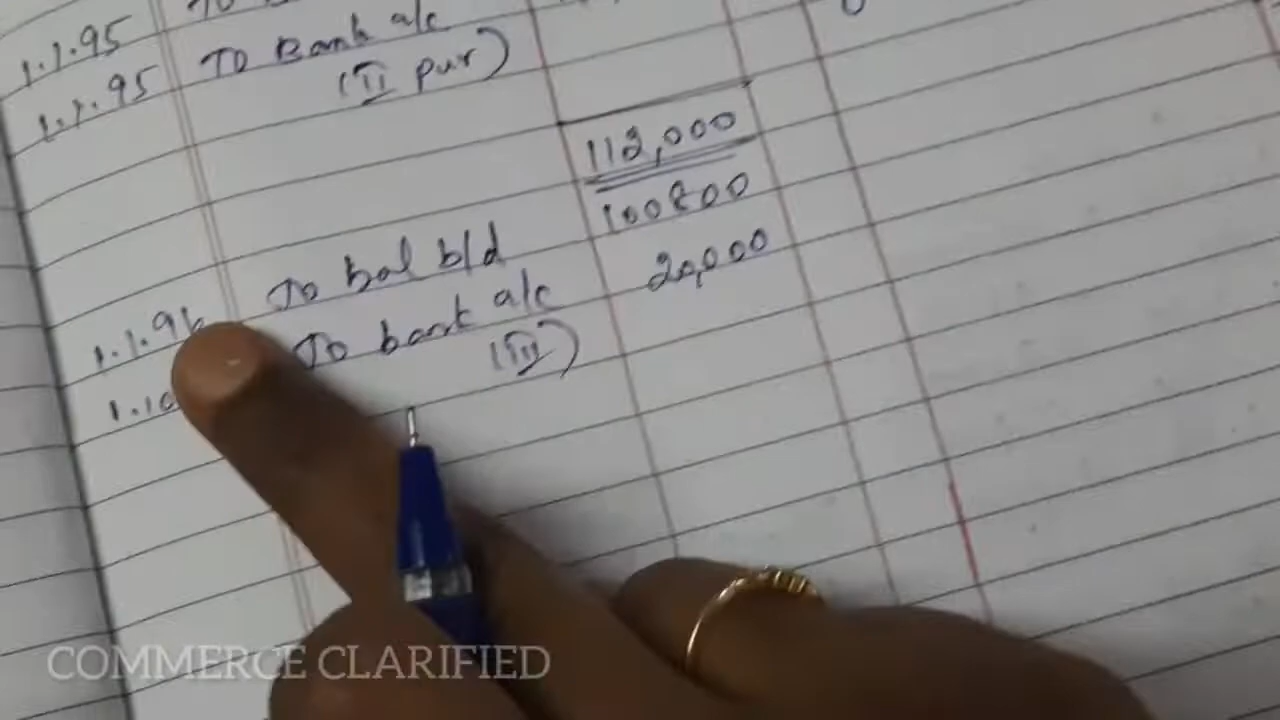 1.1.95
1.1.95 To Bank a/c
(II pur)
112,000
100800
1.1.96 To bal b/d
20,000
To bank a/c
(III)
COMMERCE CLARIFIED